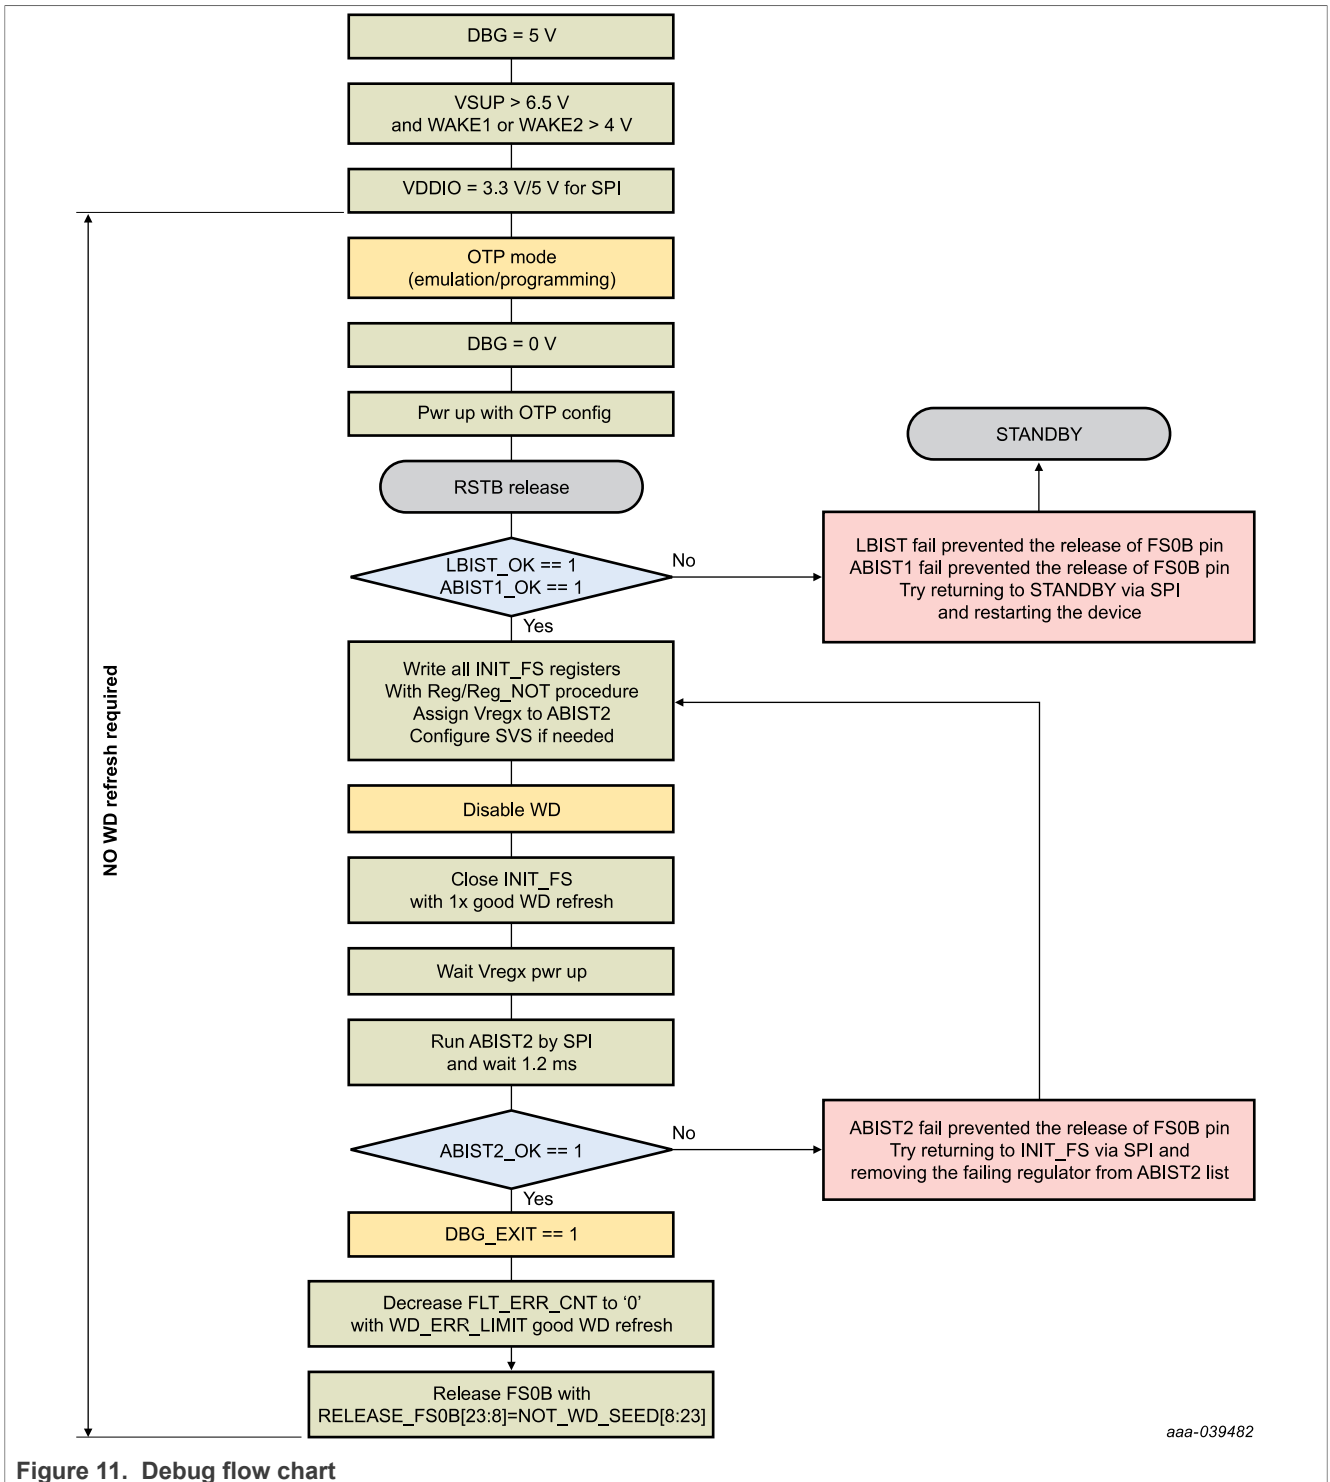 DBG = 5 V
VSUP > 6.5 V
and WAKE1 or WAKE2 > 4 V
VDDIO = 3.3 V/5 V for SPI
OTP mode
(emulation/programming)
DBG = 0 V
Pwr up with OTP config
STANDBY
RSTB release
LBIST_OK == 1
ABIST1_OK == 1
No
Yes
LBIST fail prevented the release of FS0B pin
ABIST1 fail prevented the release of FS0B pin
Try returning to STANDBY via SPI
and restarting the device
Write all INIT_FS registers
With Reg/Reg_NOT procedure
Assign Vregx to ABIST2
Configure SVS if needed
NO WD refresh required
Disable WD
Close INIT_FS
with 1x good WD refresh
Wait Vregx pwr up
Run ABIST2 by SPI
and wait 1.2 ms
ABIST2_OK == 1
No
Yes
ABIST2 fail prevented the release of FS0B pin
Try returning to INIT_FS via SPI and
removing the failing regulator from ABIST2 list
DBG_EXIT == 1
Decrease FLT_ERR_CNT to ‘0’
with WD_ERR_LIMIT good WD refresh
Release FS0B with
RELEASE_FS0B[23:8]=NOT_WD_SEED[8:23]
aaa-039482
Figure 11. Debug flow chart